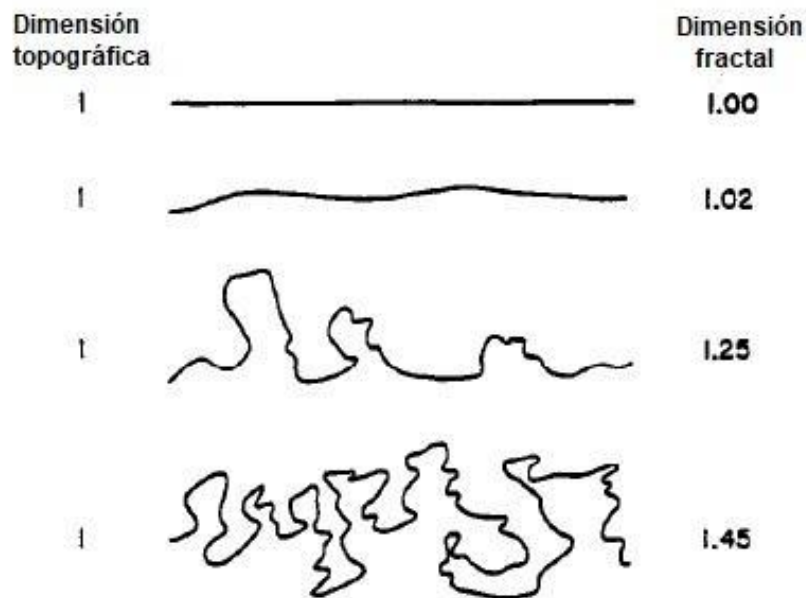 Dimensión
topográfica
Dimensión
fractal
1 1.00
1 1.02
1 1.25
1 1.45